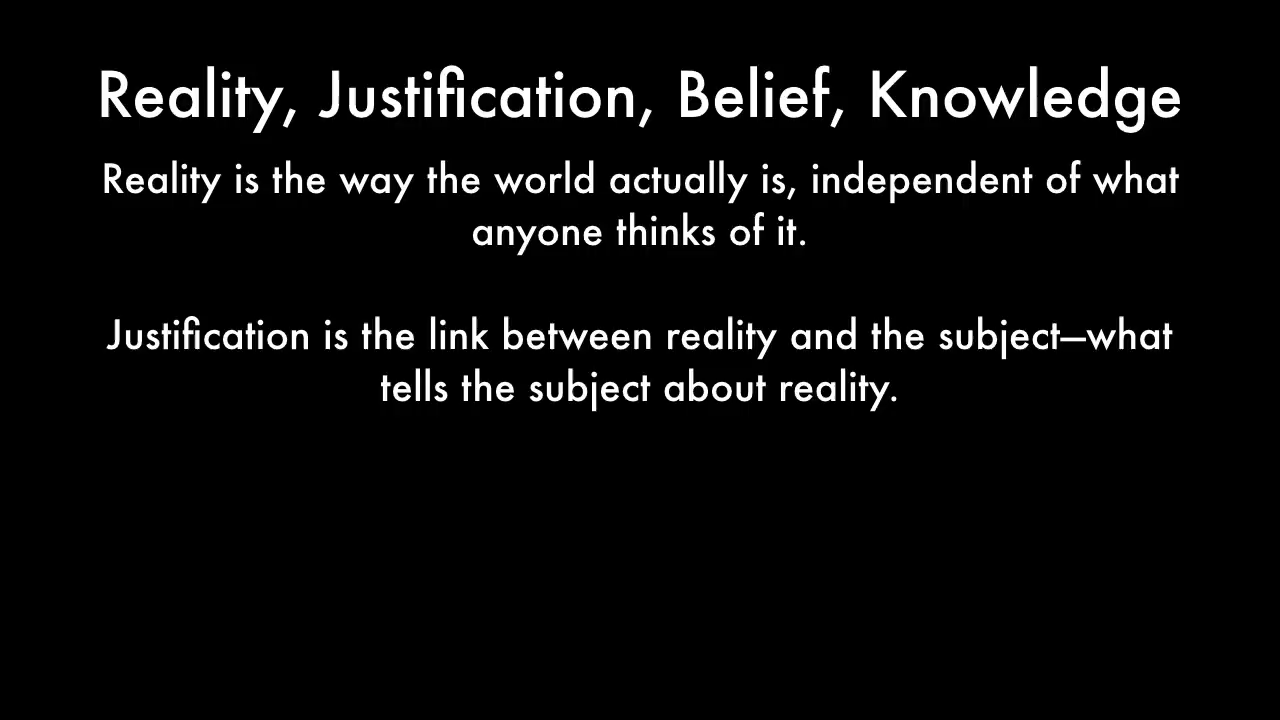 Reality, Justification, Belief, Knowledge
Reality is the way the world actually is, independent of what
anyone thinks of it.
Justification is the link between reality and the subject—what
tells the subject about reality.